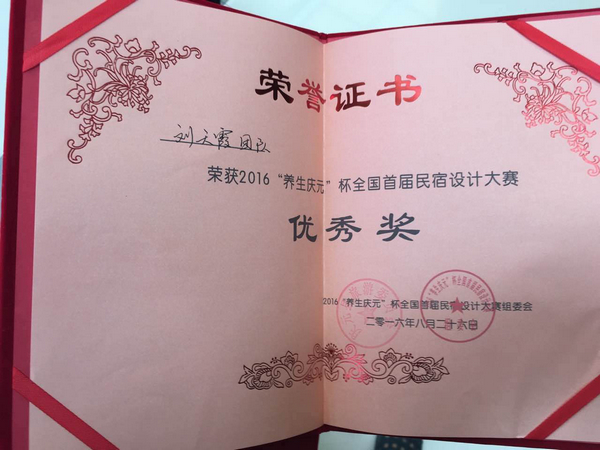 荣誉证书
刘天霞团队
荣获2016“养生庆元”杯全国首届民宿设计大赛
优秀奖
2016“养生庆元”杯全国首届民宿设计大赛组委会
二零一六年八月二十六日